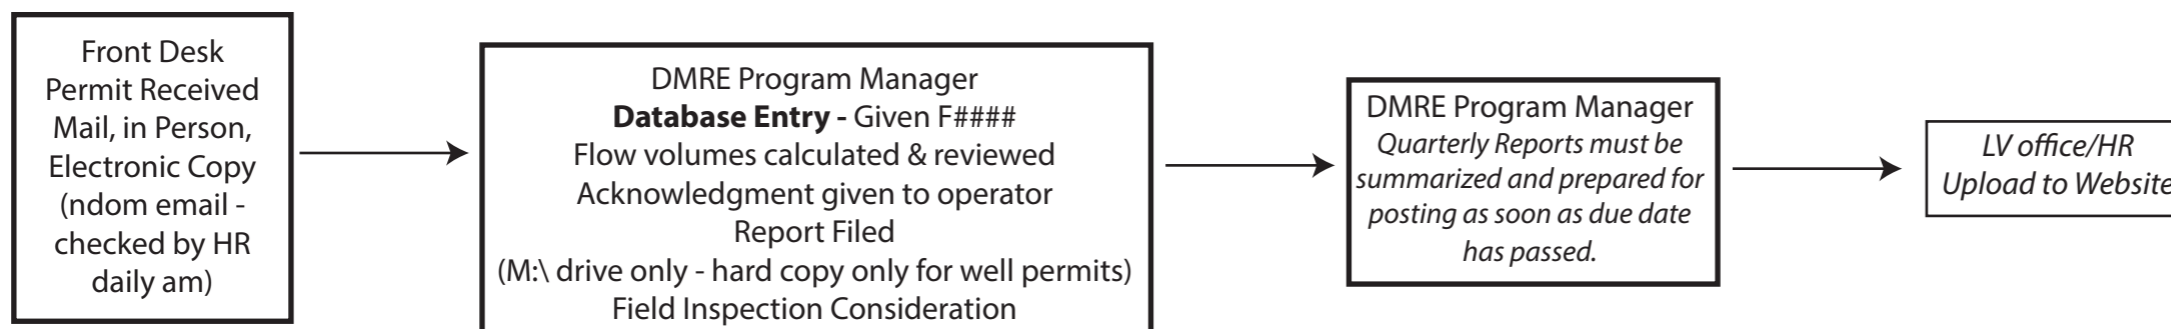 Front Desk
Permit Received
Mail, in Person,
Electronic Copy
(ndom email -
checked by HR
daily am)
DMRE Program Manager
Database Entry - Given F####
Flow volumes calculated & reviewed
Acknowledgment given to operator
Report Filed
(M:\ drive only - hard copy only for well permits)
Field Inspection Consideration
DMRE Program Manager
Quarterly Reports must be
summarized and prepared for
posting as soon as due date
has passed.
LV office/HR
Upload to Website